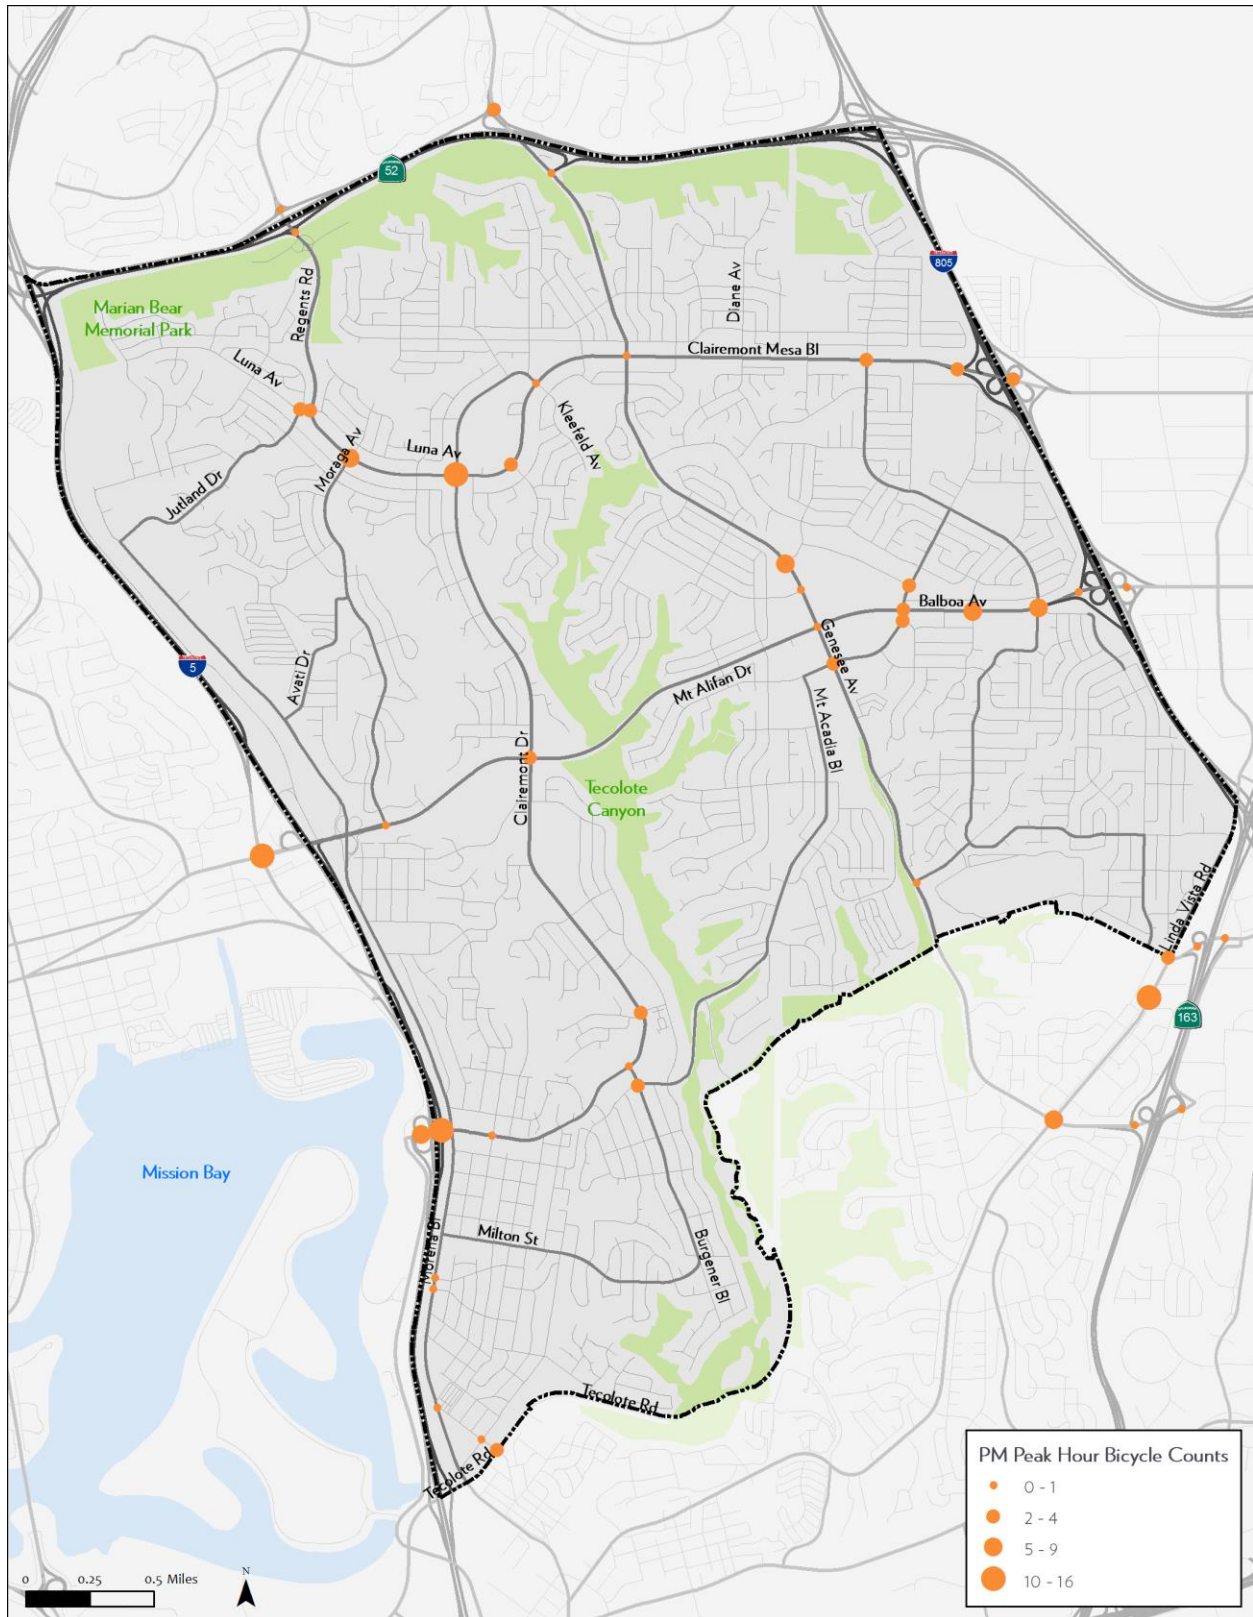 52
805
Marian Bear
Memorial Park
Regents Rd
Diane Av
Luna Av
Clairemont Mesa Bl
Kleefeld Av
Moraga Av
Luna Av
Jutland Dr
Balboa Av
Genesee Av
5
Avati Dr
Mt Alifan Dr
Mt Acadia Bl
Clairemont Dr
Tecolote
Canyon
Linda Vista Rd
163
Mission Bay
Morena Bl
Milton St
Burgener Bl
Tecolote Rd
Tecolote Rd
PM Peak Hour Bicycle Counts
0 - 1
2 - 4
5 - 9
10 - 16
0 0.25 0.5 Miles
N